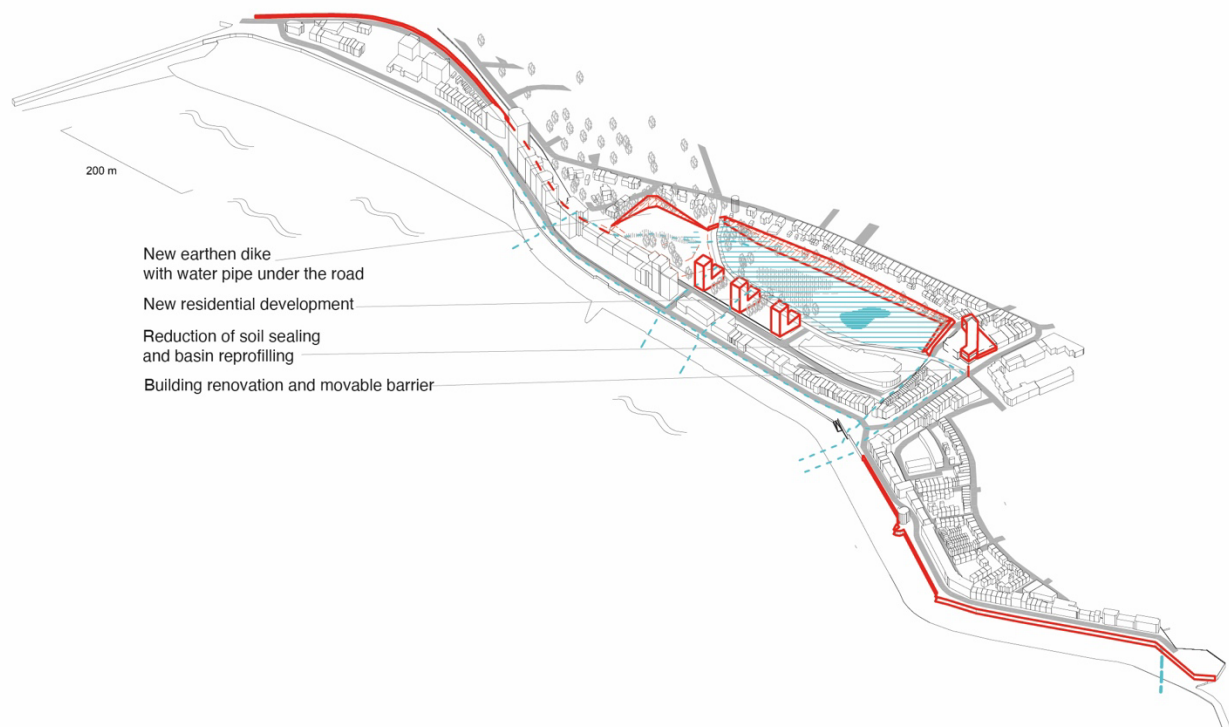 200 m
New earthen dike
with water pipe under the road
New residential development
Reduction of soil sealing
and basin reprofilling
Building renovation and movable barrier